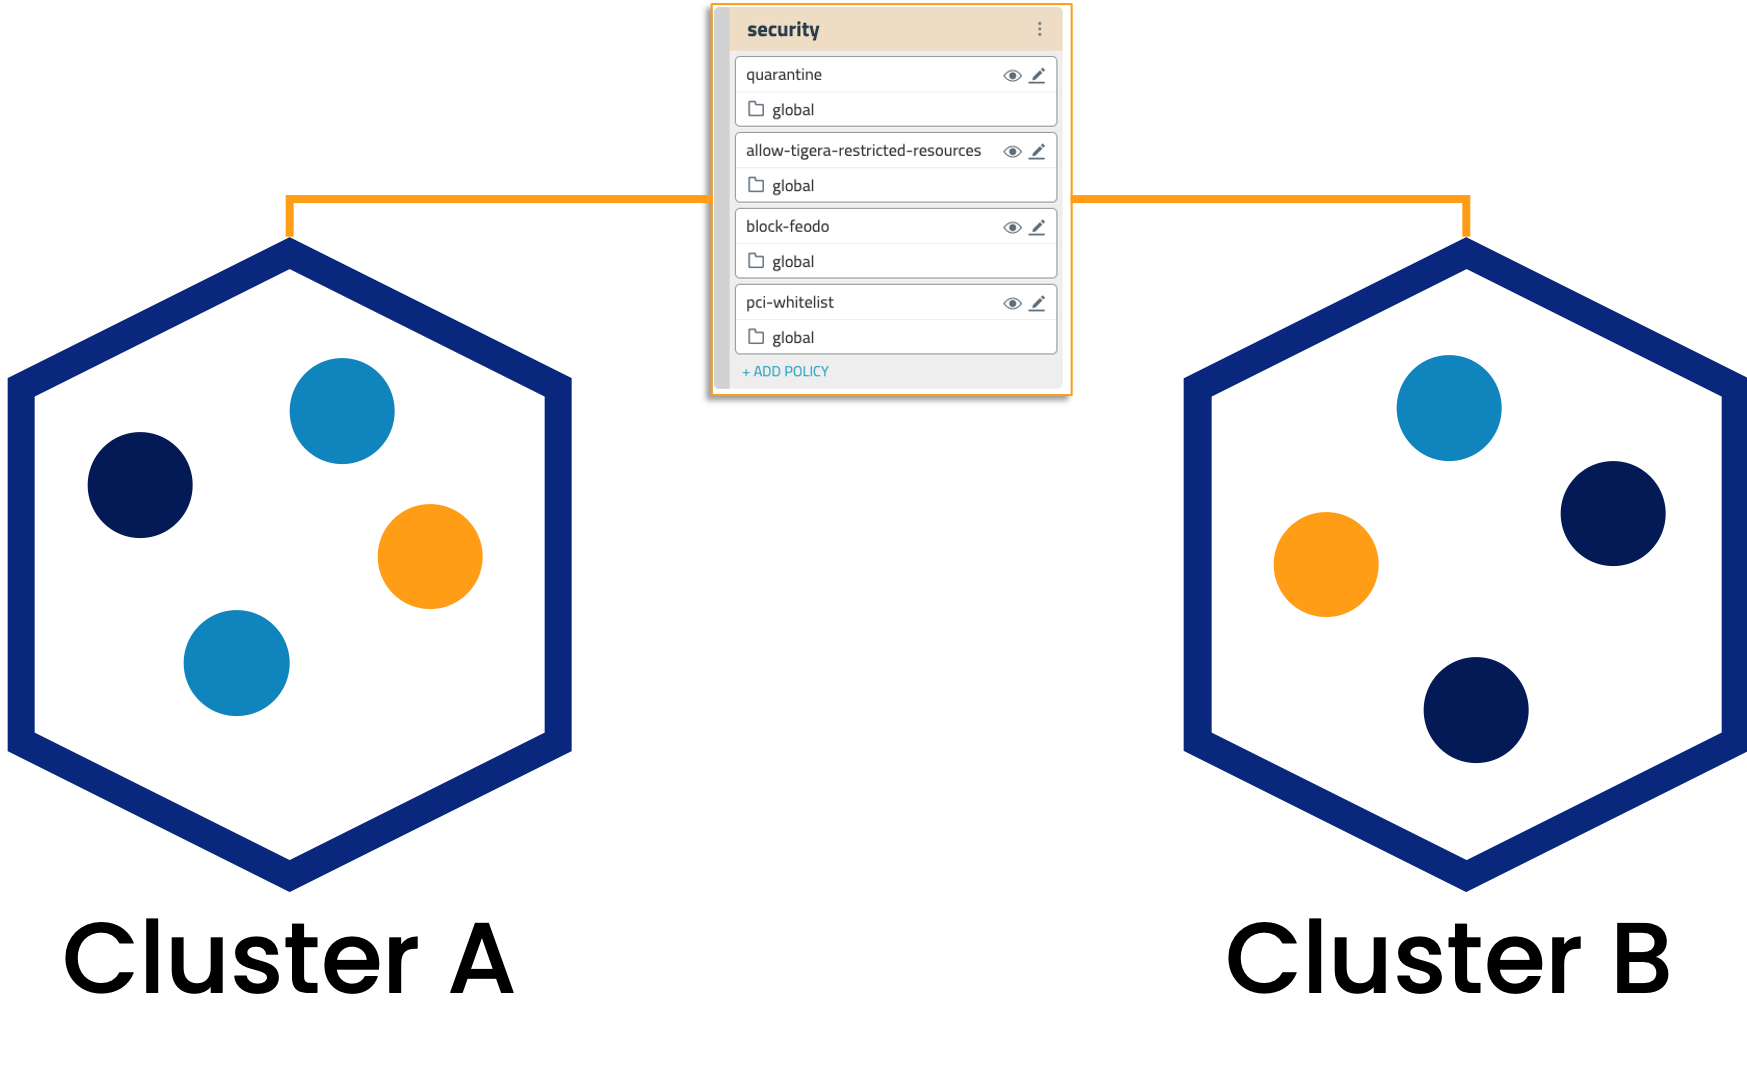 security
quarantine
global
allow-tigera-restricted-resources
global
block-feodo
global
pci-whitelist
global
+ ADD POLICY
Cluster A
Cluster B